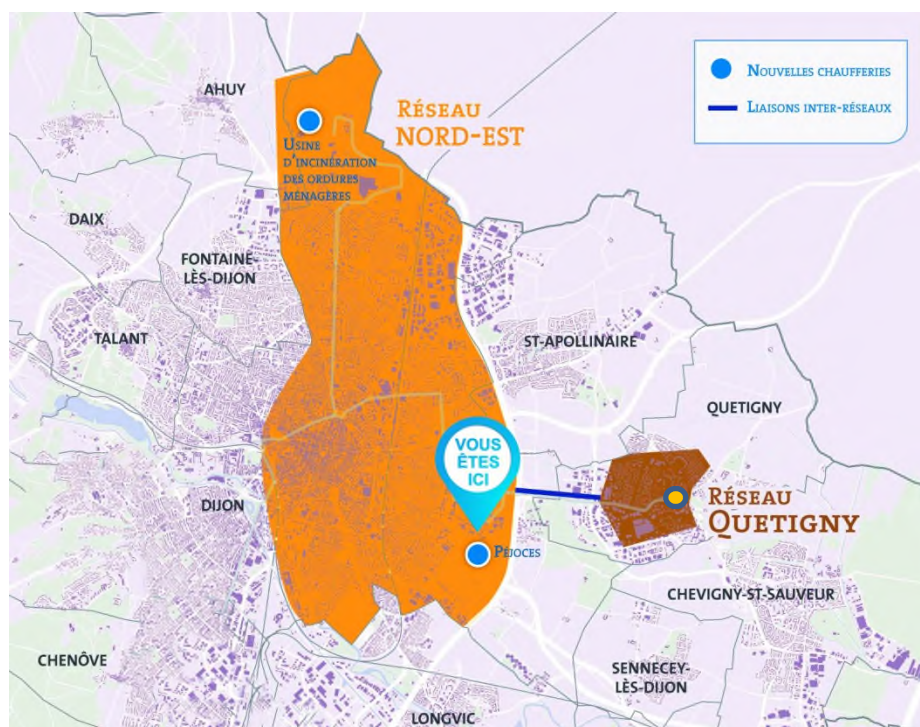 NOUVELLES CHAUFFERIES
LIAISONS INTER-RÉSEAUX
AHUY
RÉSEAU
NORD-EST
USINE
D'INCINÉRATION
DES ORDURES
MÉNAGÈRES
DAIX
FONTAINE-
LÈS-DIJON
TALANT
ST-APOLLINAIRE
QUETIGNY
VOUS
ÊTES
ICI
DIJON
RÉSEAU
QUETIGNY
PÉJOCES
CHEVIGNY-ST-SAUVEUR
CHENÔVE
SENNECEY-
LÈS-DIJON
LONGVIC